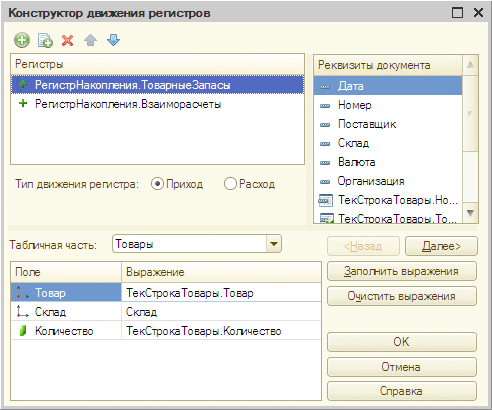 Конструктор движения регистров
Регистры
РегистрНакопления.ТоварныеЗапасы
РегистрНакопления.Взаиморасчеты
Тип движения регистра: Приход Расход
Реквизиты документа
Дата
Номер
Поставщик
Склад
Валюта
Организация
ТекСтрокаТовары.Но...
ТекСтрокаТовары.То...
Табличная часть: Товары
<Назад Далее>
Поле Выражение
Товар ТекСтрокаТовары.Товар
Склад Склад
Количество ТекСтрокаТовары.Количество
Заполнить выражения
Очистить выражения
OK
Отмена
Справка